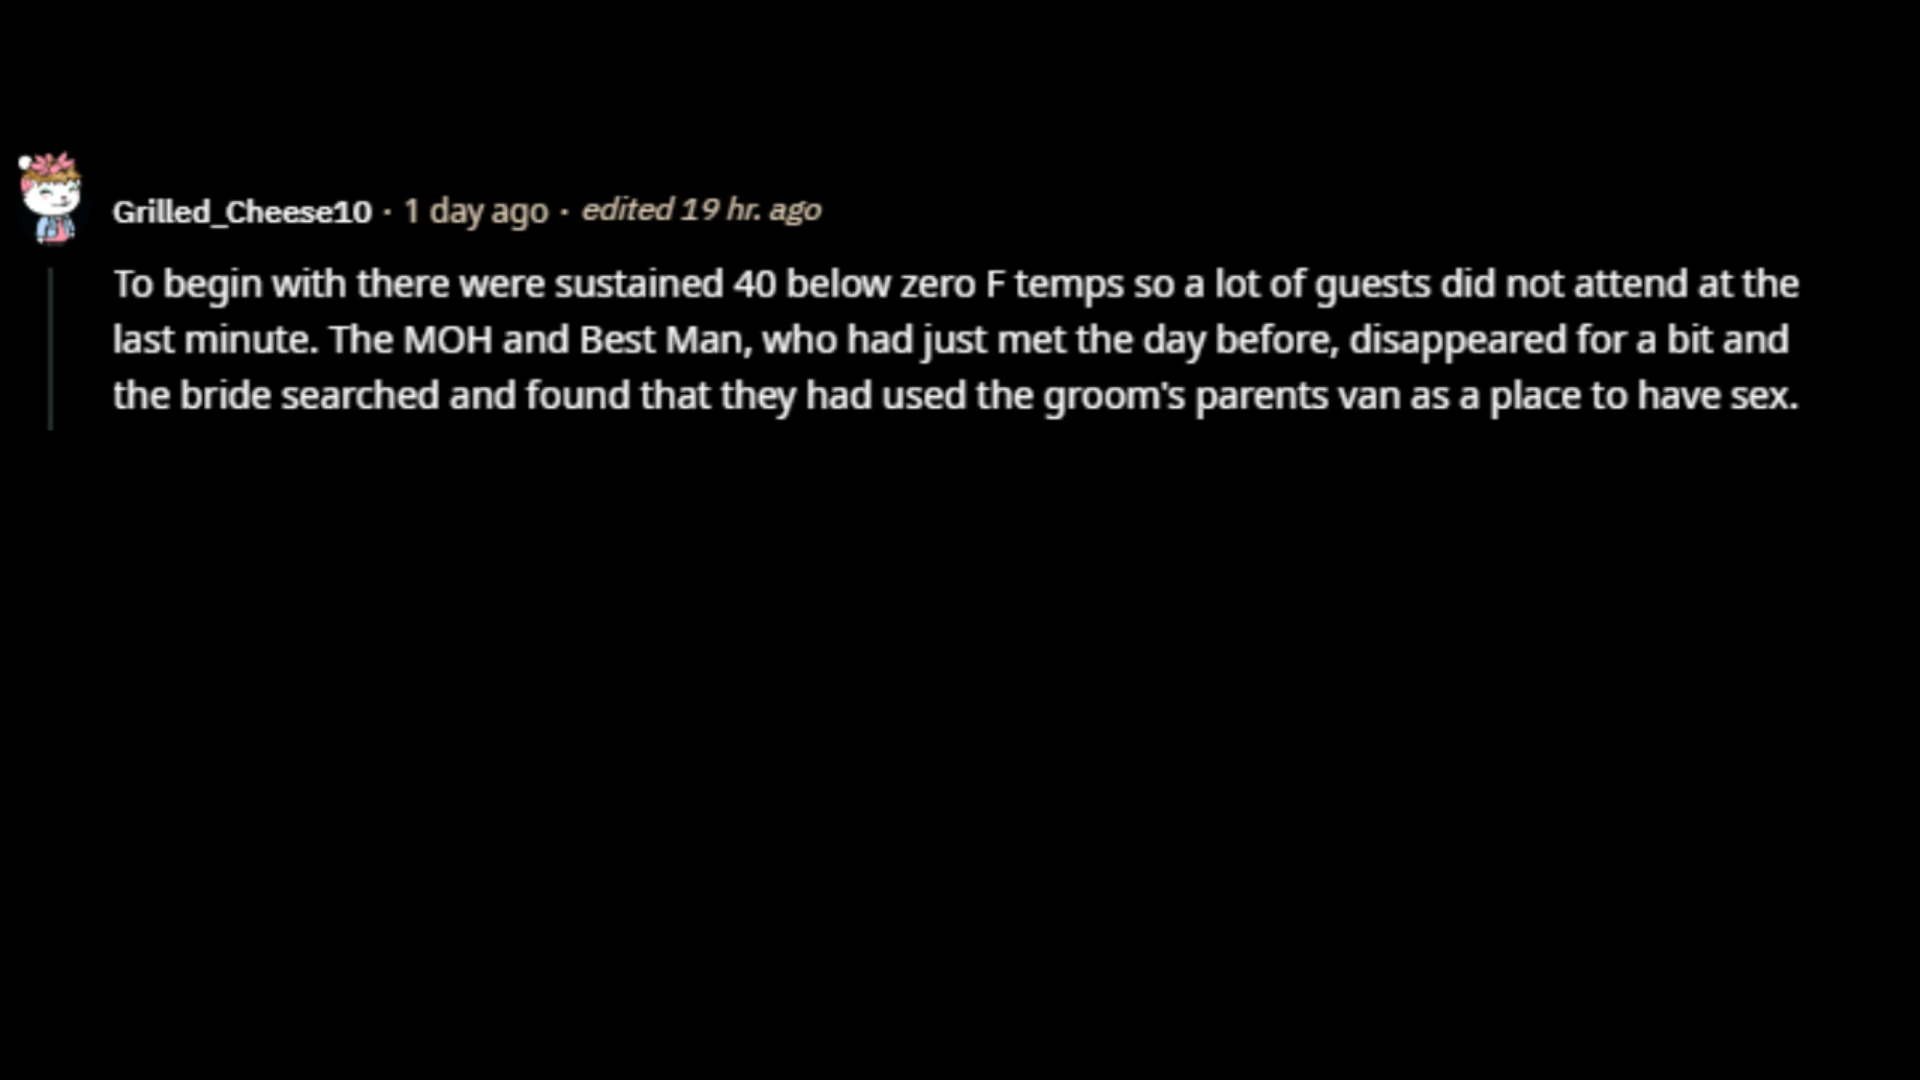 Grilled_Cheese10 · 1 day ago · edited 19 hr. ago
To begin with there were sustained 40 below zero F temps so a lot of guests did not attend at the
last minute. The MOH and Best Man, who had just met the day before, disappeared for a bit and
the bride searched and found that they had used the groom's parents van as a place to have sex.